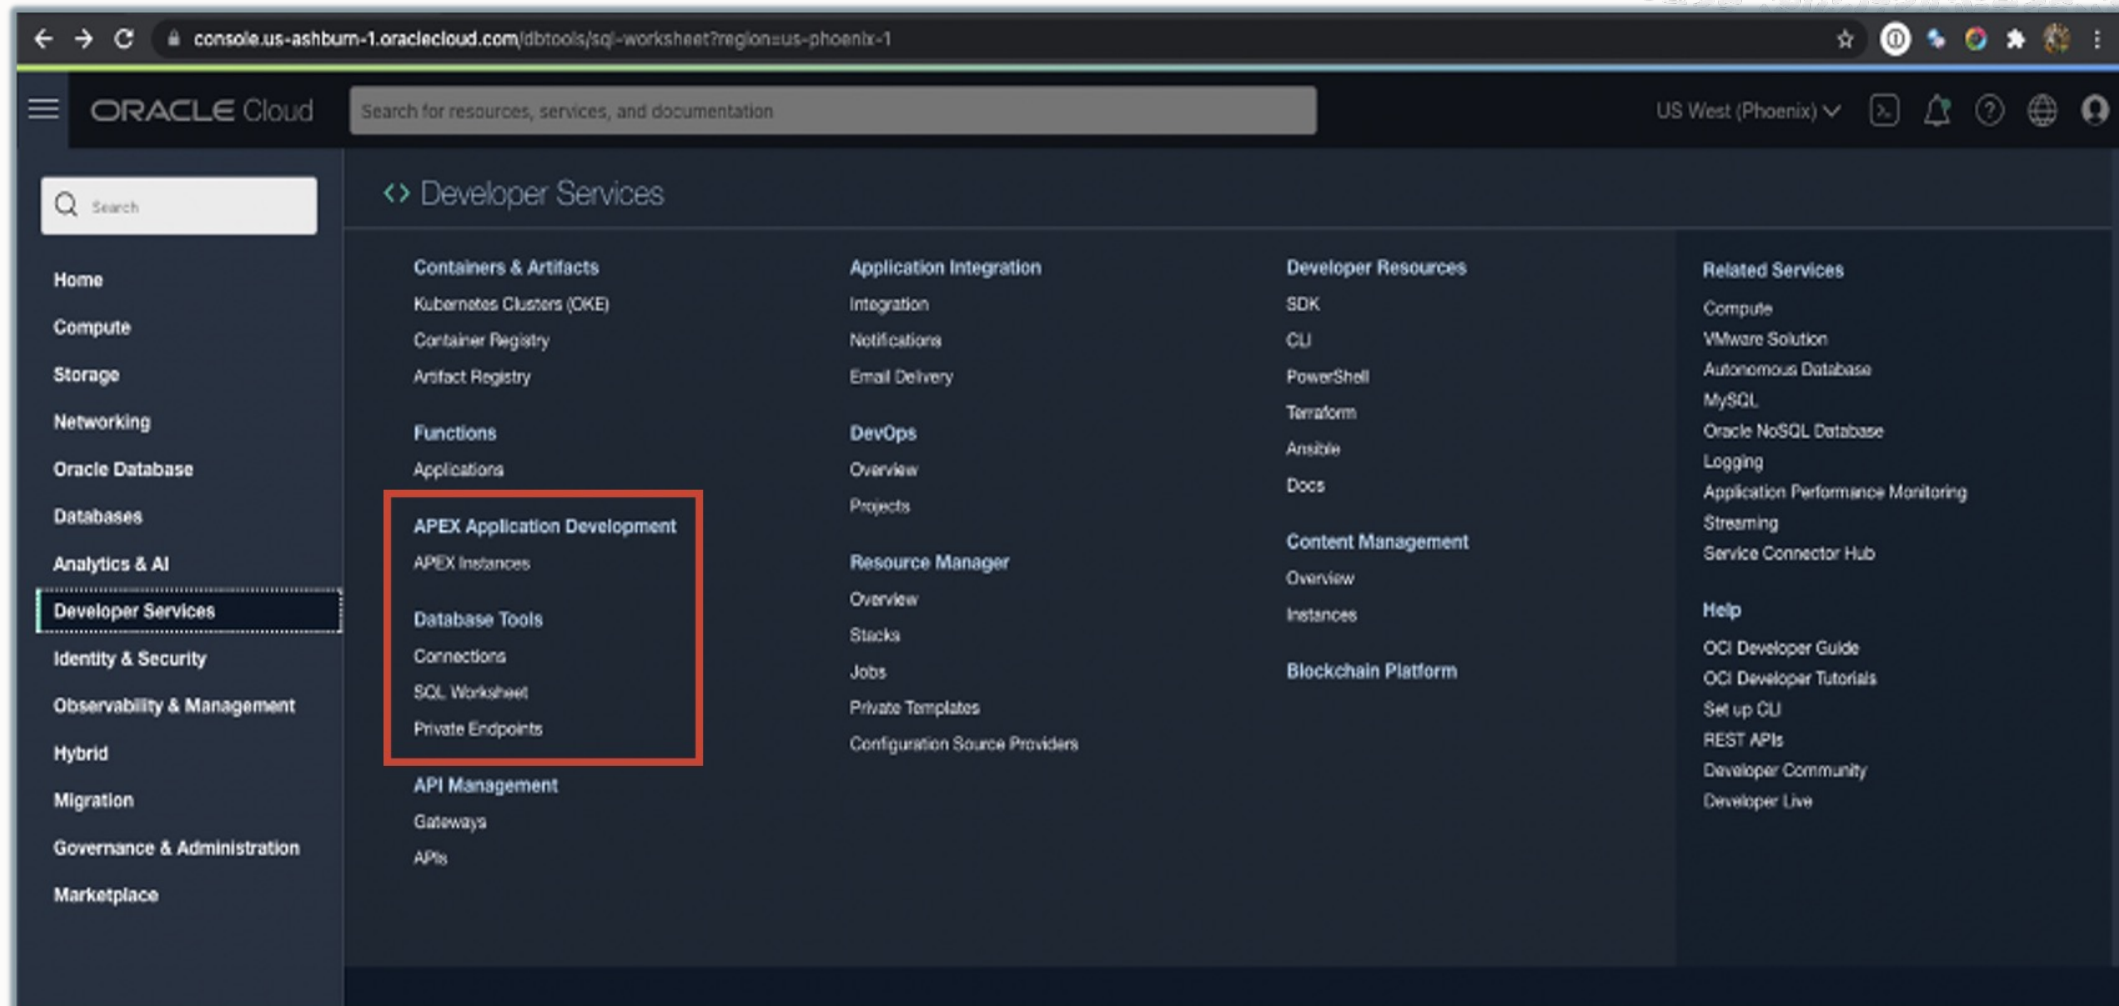 console.us-ashburn-1.oraclecloud.com/dbtools/sql-worksheet?region=us-phoenix-1
ORACLE Cloud
Search for resources, services, and documentation
US West (Phoenix)
Search
Home
Compute
Storage
Networking
Oracle Database
Databases
Analytics & AI
Developer Services
Identity & Security
Observability & Management
Hybrid
Migration
Governance & Administration
Marketplace
<> Developer Services
Containers & Artifacts
Kubernetes Clusters (OKE)
Container Registry
Artifact Registry
Functions
Applications
APEX Application Development
APEX Instances
Database Tools
Connections
SQL Worksheet
Private Endpoints
API Management
Gateways
APIs
Application Integration
Integration
Notifications
Email Delivery
DevOps
Overview
Projects
Resource Manager
Overview
Stacks
Jobs
Private Templates
Configuration Source Providers
Developer Resources
SDK
CLI
PowerShell
Terraform
Ansible
Docs
Content Management
Overview
Instances
Blockchain Platform
Related Services
Compute
VMware Solution
Autonomous Database
MySQL
Oracle NoSQL Database
Logging
Application Performance Monitoring
Streaming
Service Connector Hub
Help
OCI Developer Guide
OCI Developer Tutorials
Set up CLI
REST APIs
Developer Community
Developer Live